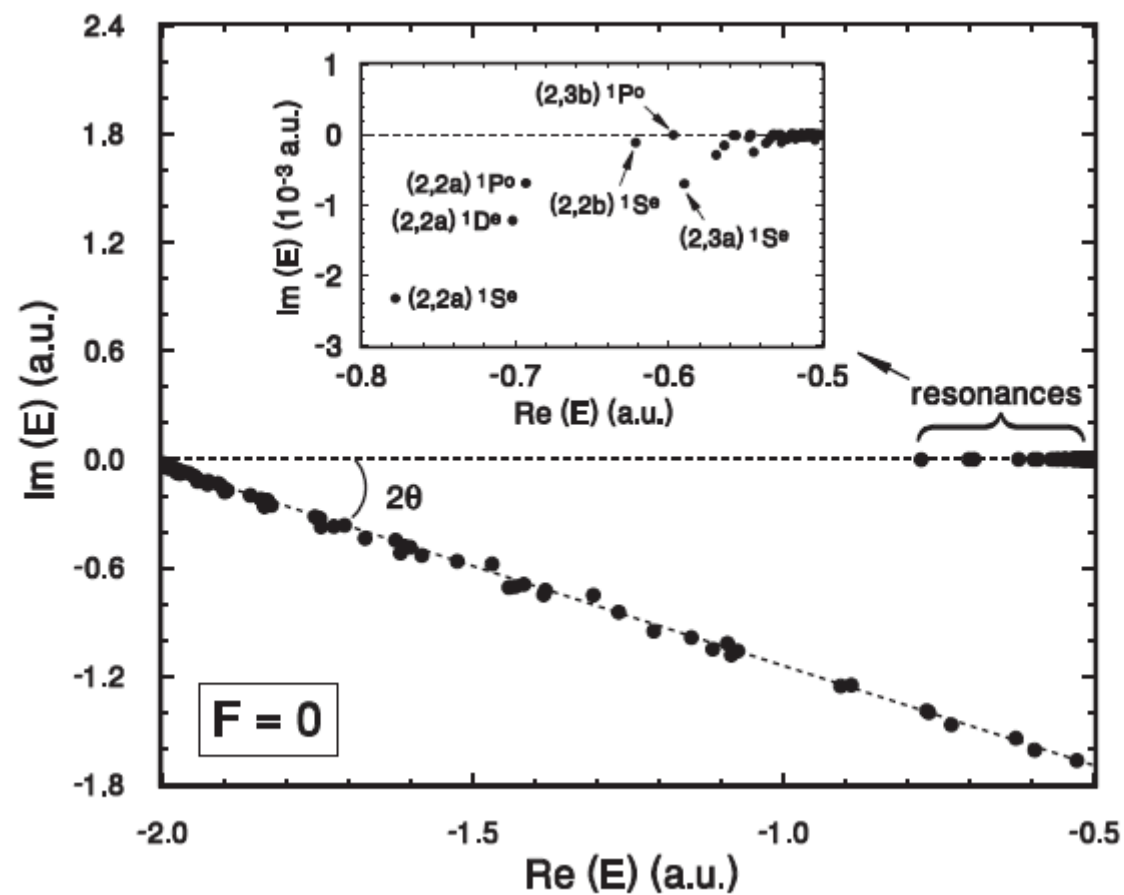 2.4
1.8
1.2
0.6
0.0
-0.6
-1.2
-1.8
Im (E) (a.u.)
-2.0
-1.5
-1.0
-0.5
Re (E) (a.u.)
F = 0
2θ
resonances
1
0
-1
-2
-3
Im (E) (10⁻³ a.u.)
-0.8
-0.7
-0.6
-0.5
Re (E) (a.u.)
(2,3b) ¹Pᵒ
(2,2a) ¹Pᵒ
(2,2b) ¹Sᵉ
(2,2a) ¹Dᵉ
(2,3a) ¹Sᵉ
(2,2a) ¹Sᵉ